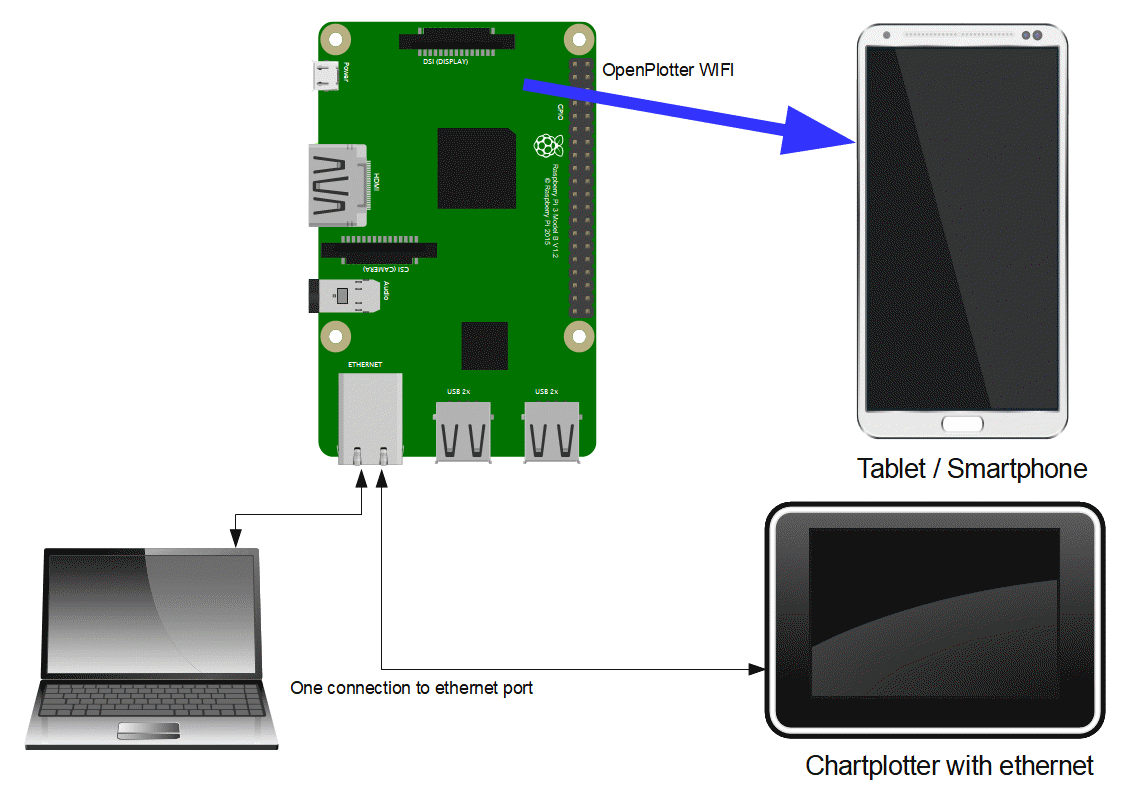 DSI (DISPLAY)
Power
OpenPlotter WIFI
GPIO
HDMI
Raspberry Pi 3 Model B V1.2
© Raspberry Pi 2015
CSI (CAMERA)
Audio
ETHERNET
USB 2x
USB 2x
Tablet / Smartphone
One connection to ethernet port
Chartplotter with ethernet